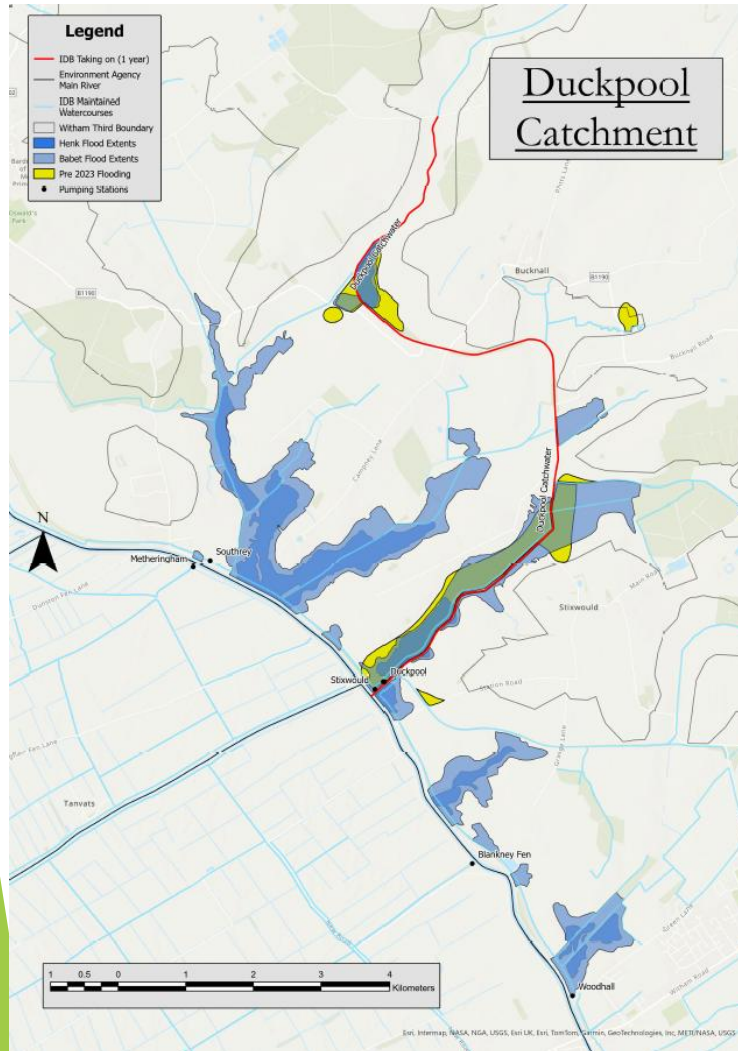 Legend
IDB Taking on (1 year)
Environment Agency
Main River
IDB Maintained
Watercourses
Witham Third Boundary
Henk Flood Extents
Babet Flood Extents
Pre 2023 Flooding
Pumping Stations
Duckpool
Catchment
B1190
Bucknall
B1190
Bucknall Road
Duckpool Catchwater
Campney Lane
Duckpool Catchwater
N
Southrey
Metheringham
Main Road
Stixwould
Duckpool
Stixwould
Station Road
Tanvats
Blankney Fen
Green Lane
Woodhall
Witham Road
1 0.5 0 1 2 3 4
Kilometers
Esri, Intermap, NASA, NGA, USGS, Esri UK, Esri, TomTom, Garmin, GeoTechnologies, Inc, METI/NASA, USGS